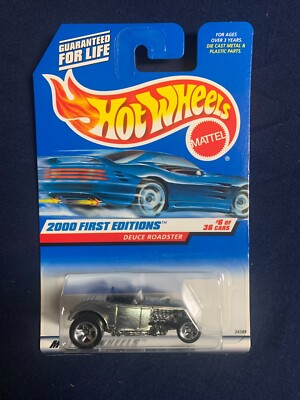 GUARANTEED
FOR LIFE
FOR AGES
OVER 3 YEARS.
DIE CAST METAL &
PLASTIC PARTS.
HOT WHEELS
MATTEL
2000 FIRST EDITIONS™
DEUCE ROADSTER
#6 OF
36 CARS